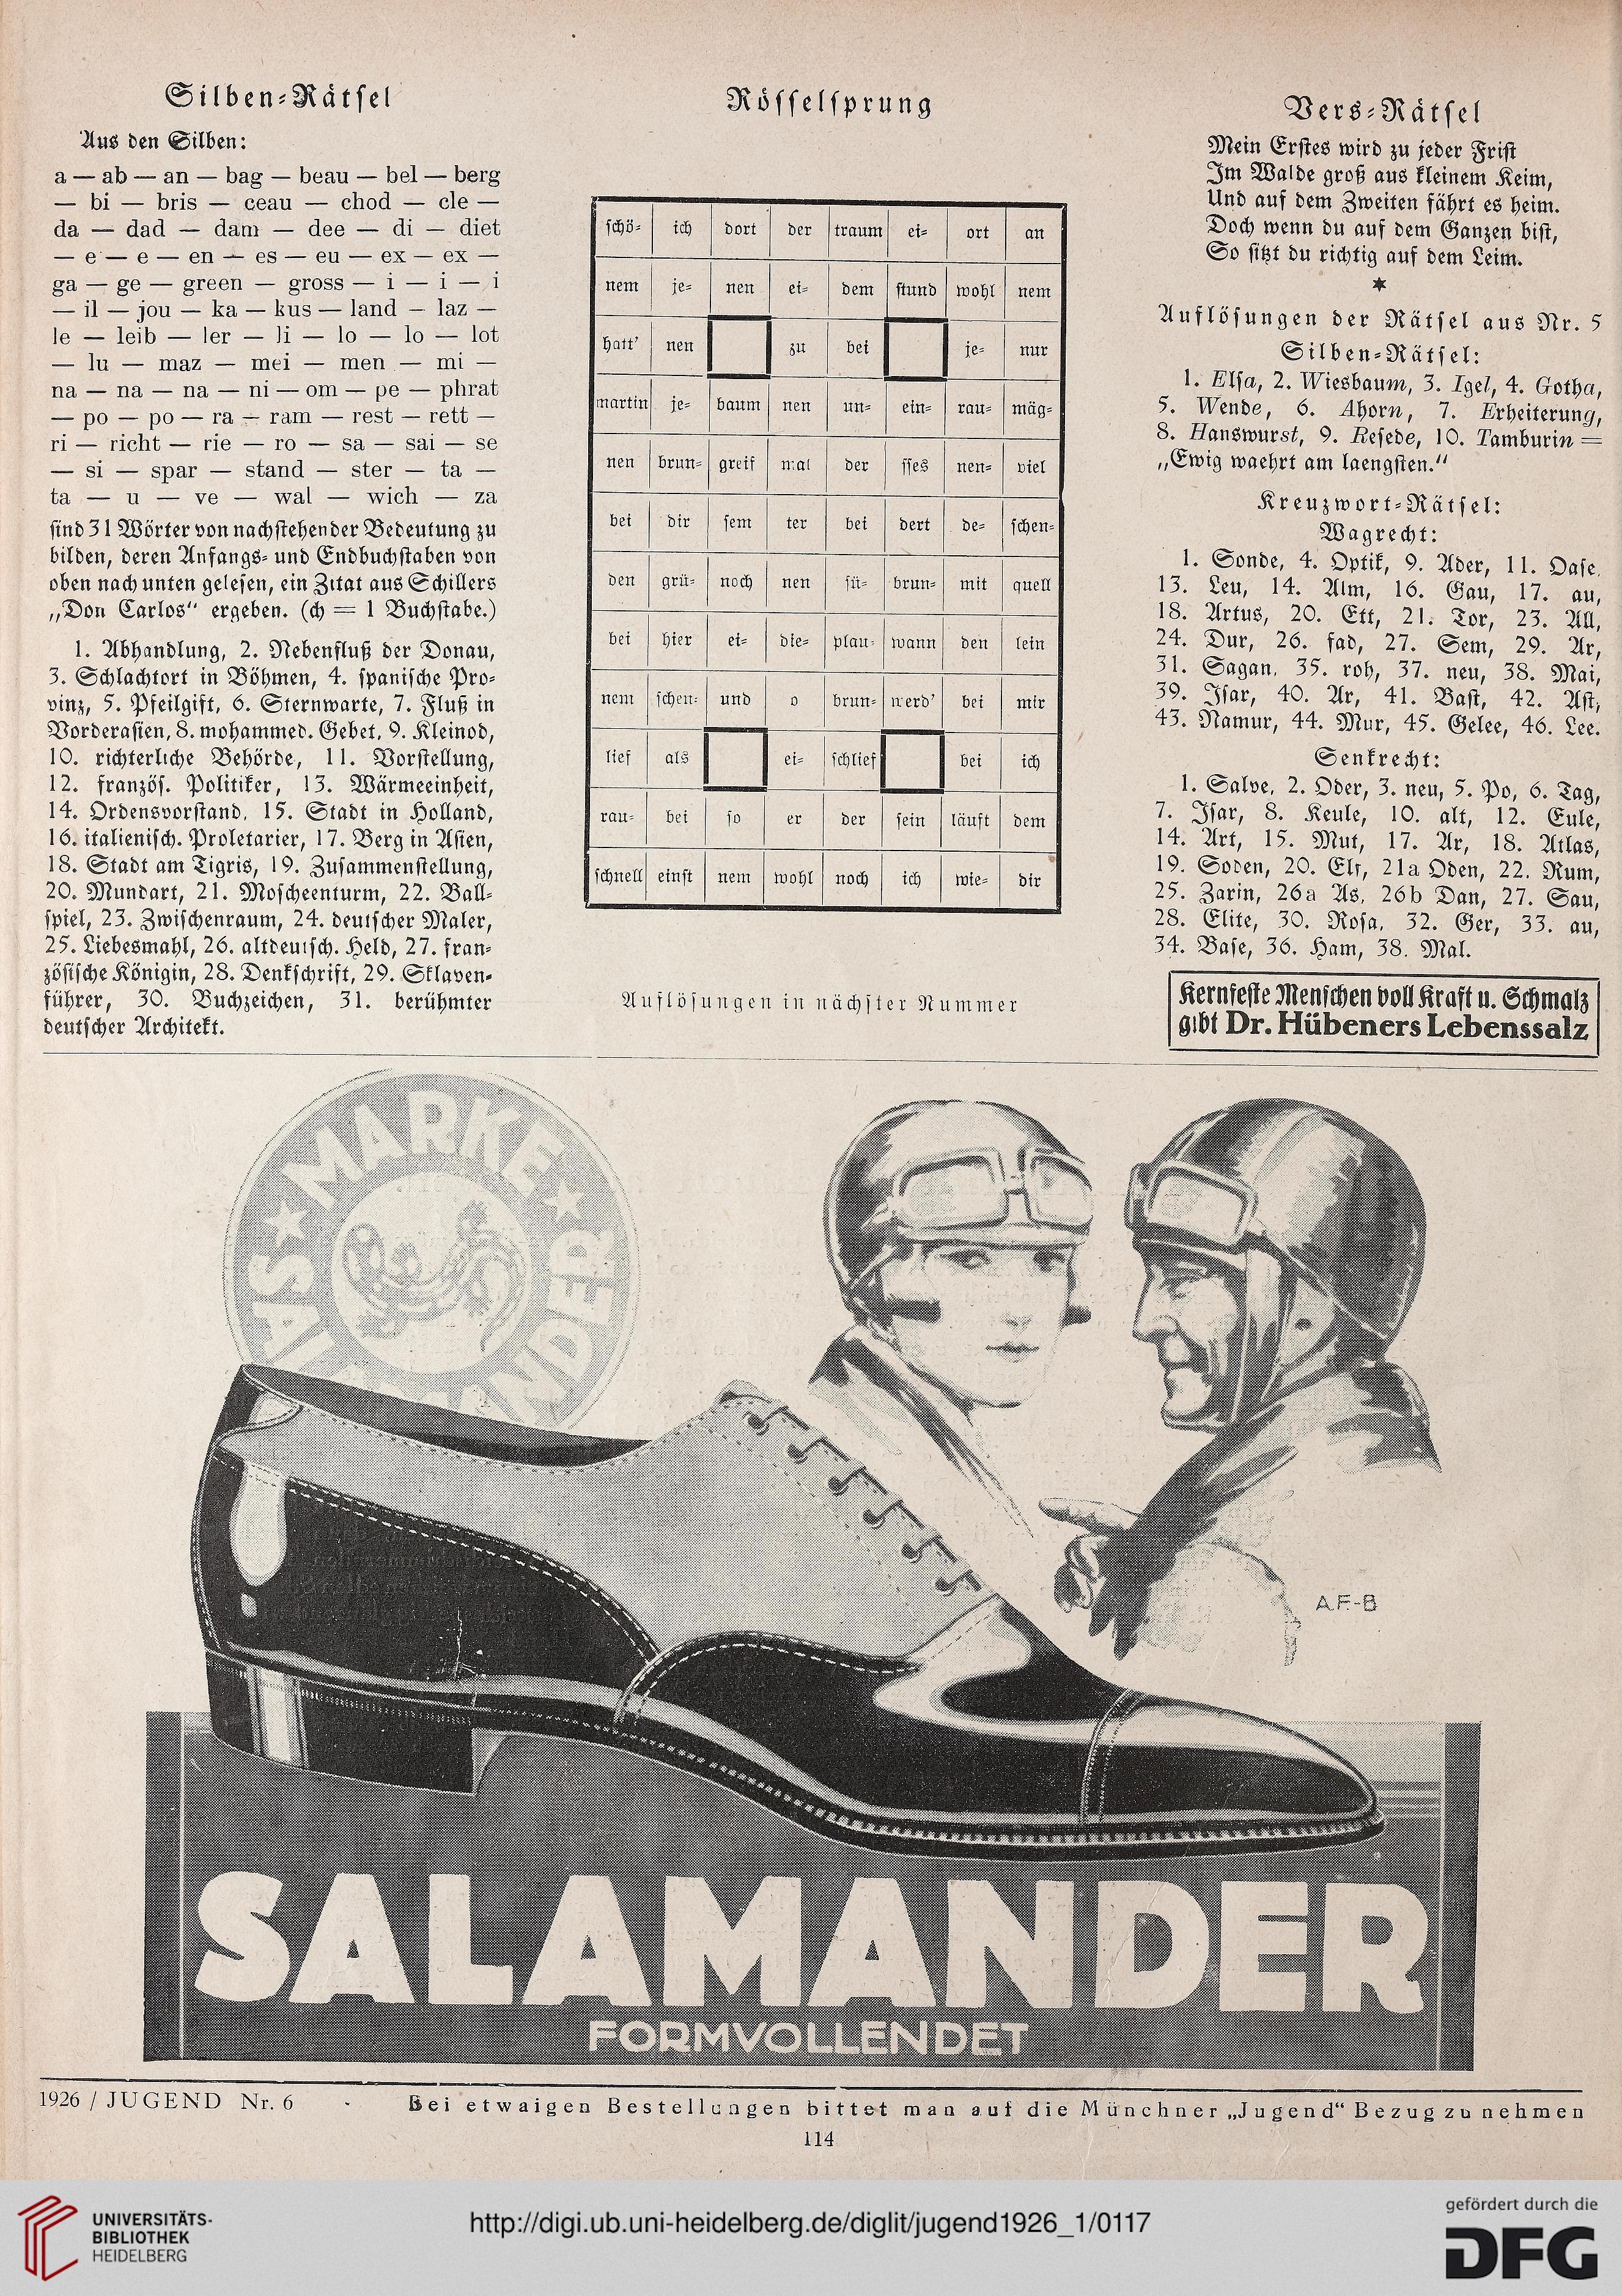 Silben-Rätsel
Aus den Silben:
a — ab — an — bag — beau — bel — berg
— bi — bris — ceau — chod — cle —
da — dad — dam — dee — di — diet
— e — e — en — es — eu — ex — ex —
ga — ge — green — gross — i — i — i
— il — jou — ka — kus — land — laz —
le — leib — ler — li — lo — lo — lot
— lu — maz — mei — men — mi —
na — na — na — ni — om — pe — phrat
— po — po — ra — ram — rest — rett —
ri — richt — rie — ro — sa — sai — se
— si — spar — stand — ster — ta —
ta — u — ve — wal — wich — za
sind 31 Wörter von nachstehender Bedeutung zu
bilden, deren Anfangs- und Endbuchstaben von
oben nach unten gelesen, ein Zitat aus Schillers
„Don Carlos“ ergeben. (ch = 1 Buchstabe.)
1. Abhandlung, 2. Nebenfluß der Donau,
3. Schlachtort in Böhmen, 4. spanische Pro-
vinz, 5. Pfeilgift, 6. Sternwarte, 7. Fluß in
Vorderasien, 8. mohammed. Gebet, 9. Kleinod,
10. richterliche Behörde, 11. Vorstellung,
12. französ. Politiker, 13. Wärmeeinheit,
14. Ordensvorstand, 15. Stadt in Holland,
16. italienisch. Proletarier, 17. Berg in Asien,
18. Stadt am Tigris, 19. Zusammenstellung,
20. Mundart, 21. Moscheenturm, 22. Ball-
spiel, 23. Zwischenraum, 24. deutscher Maler,
25. Liebesmahl, 26. altdeutsch. Held, 27. fran-
zösische Königin, 28. Denkschrift, 29. Sklaven-
führer, 30. Buchzeichen, 31. berühmter
deutscher Architekt.
Rösselsprung
schö- ich dort der traum ei- ort an
nem je- nen ei- dem stund wohl nem
hatt' nen zu bei je- nur
martin je- baum nen un- ein- rau- mäg-
nen brun- greif mal der sses nen- viel
bei dir sem ter bei dert de- schen-
den grü- noch nen sü- brun- mit quell
bei hier ei- die- plau- wann den lein
nem schen- und o brun- werd' bei mir
lief als ei- schlief bei ich
rau- bei so er der sein läuft dem
schnell einst nem wohl noch ich wie- dir
Auflösungen in nächster Nummer
Vers-Rätsel
Mein Erstes wird zu jeder Frist
Im Walde groß aus kleinem Keim,
Und auf dem Zweiten fährt es heim.
Doch wenn du auf dem Ganzen bist,
So sitzt du richtig auf dem Leim.
*
Auflösungen der Rätsel aus Nr. 5
Silben-Rätsel:
1. Elsa, 2. Wiesbaum, 3. Igel, 4. Gotha,
5. Wende, 6. Ahorn, 7. Erheiterung,
8. Hanswurst, 9. Resede, 10. Tamburin =
„Ewig waehrt am laengsten.“
Kreuzwort-Rätsel:
Wagrecht:
1. Sonde, 4. Optik, 9. Ader, 11. Oase,
13. Leu, 14. Alm, 16. Gau, 17. au,
18. Artus, 20. Ett, 21. Tor, 23. All,
24. Dur, 26. fad, 27. Sem, 29. Ar,
31. Sagan, 35. roh, 37. neu, 38. Mai,
39. Isar, 40. Ar, 41. Bast, 42. Ast,
43. Namur, 44. Mur, 45. Gelee, 46. Lee.
Senkrecht:
1. Salve, 2. Oder, 3. neu, 5. Po, 6. Tag,
7. Isar, 8. Keule, 10. alt, 12. Eule,
14. Art, 15. Mut, 17. Ar, 18. Atlas,
19. Soden, 20. Els, 21a Oden, 22. Rum,
25. Zarin, 26a As, 26b Dan, 27. Sau,
28. Elite, 30. Rosa, 32. Ger, 33. au,
34. Base, 36. Ham, 38. Mal.
Kernfeste Menschen voll Kraft u. Schmalz
gibt Dr. Hübeners Lebenssalz
MARKE
A.F.-B
SALAMANDER
FORMVOLLENDET
1926 / JUGEND Nr. 6
Bei etwaigen Bestellungen bittet man auf die Münchner „Jugend“ Bezug zu nehmen
114
UNIVERSITÄTS-
BIBLIOTHEK
HEIDELBERG
http://digi.ub.uni-heidelberg.de/diglit/jugend1926_1/0117
gefördert durch die
DFG